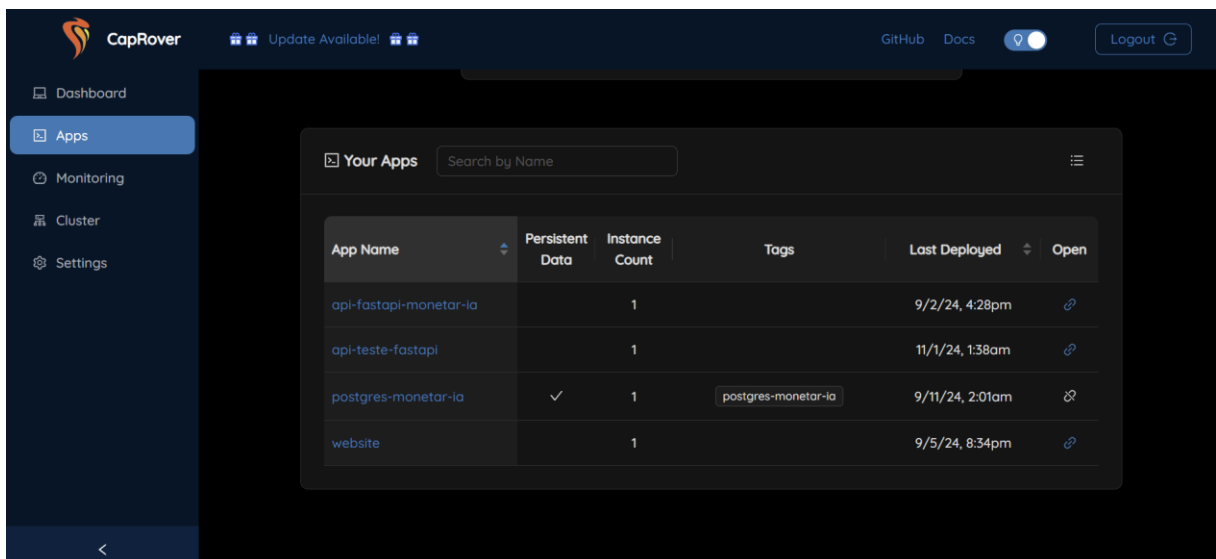 CapRover
Update Available!
GitHub Docs
Logout
Dashboard
Apps
Monitoring
Cluster
Settings
Your Apps
Search by Name
App Name Persistent Data Instance Count Tags Last Deployed Open
api-fastapi-monetar-ia 1 9/2/24, 4:28pm
api-teste-fastapi 1 11/1/24, 1:38am
postgres-monetar-ia 1 postgres-monetar-ia 9/11/24, 2:01am
website 1 9/5/24, 8:34pm